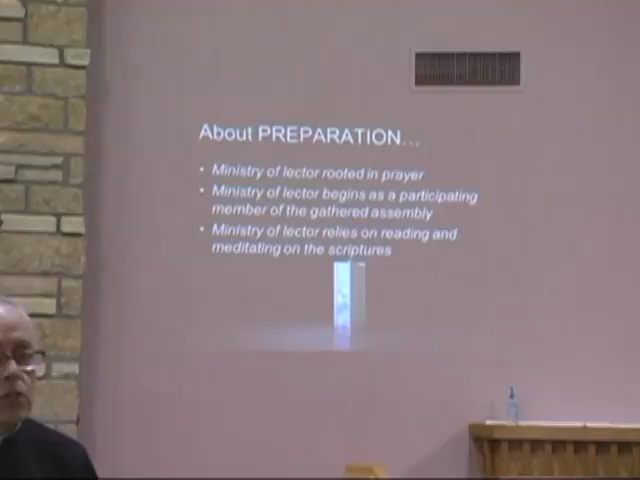 About PREPARATION...
• Ministry of lector rooted in prayer
• Ministry of lector begins as a participating
member of the gathered assembly
• Ministry of lector relies on reading and
meditating on the scriptures